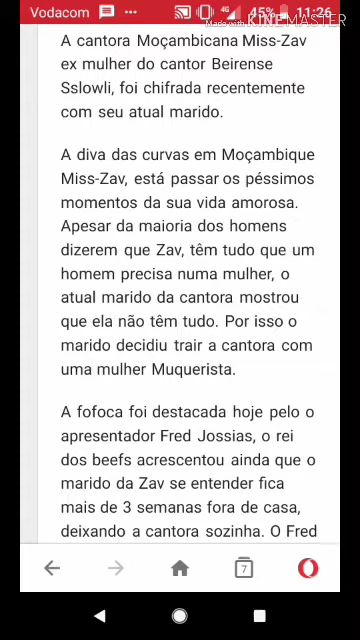 Vodacom 4G 45% 11:26
Made with KINEMASTER
A cantora Moçambicana Miss-Zav
ex mulher do cantor Beirense
Sslowli, foi chifrada recentemente
com seu atual marido.
A diva das curvas em Moçambique
Miss-Zav, está passar os péssimos
momentos da sua vida amorosa.
Apesar da maioria dos homens
dizerem que Zav, têm tudo que um
homem precisa numa mulher, o
atual marido da cantora mostrou
que ela não têm tudo. Por isso o
marido decidiu trair a cantora com
uma mulher Muquerista.
A fofoca foi destacada hoje pelo o
apresentador Fred Jossias, o rei
dos beefs acrescentou ainda que o
marido da Zav se entender fica
mais de 3 semanas fora de casa,
deixando a cantora sozinha. O Fred
7